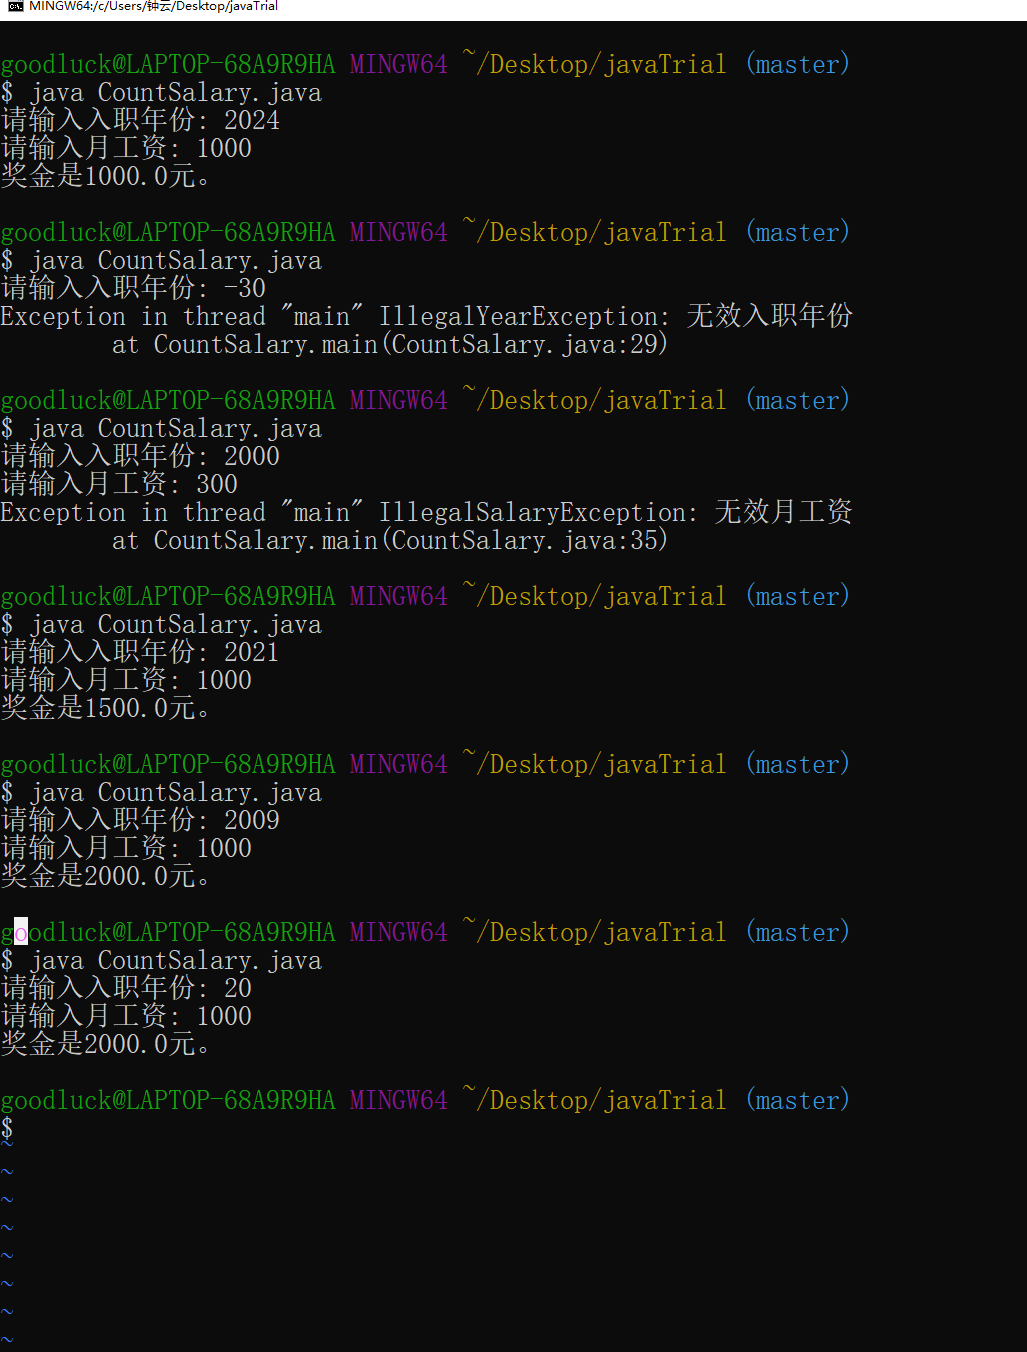 MINGW64:/c/Users/钟云/Desktop/javaTrial
goodluck@LAPTOP-68A9R9HA MINGW64 ~/Desktop/javaTrial (master)
$ java CountSalary.java
请输入入职年份: 2024
请输入月工资: 1000
奖金是1000.0元。
goodluck@LAPTOP-68A9R9HA MINGW64 ~/Desktop/javaTrial (master)
$ java CountSalary.java
请输入入职年份: -30
Exception in thread "main" IllegalYearException: 无效入职年份
at CountSalary.main(CountSalary.java:29)
goodluck@LAPTOP-68A9R9HA MINGW64 ~/Desktop/javaTrial (master)
$ java CountSalary.java
请输入入职年份: 2000
请输入月工资: 300
Exception in thread "main" IllegalSalaryException: 无效月工资
at CountSalary.main(CountSalary.java:35)
goodluck@LAPTOP-68A9R9HA MINGW64 ~/Desktop/javaTrial (master)
$ java CountSalary.java
请输入入职年份: 2021
请输入月工资: 1000
奖金是1500.0元。
goodluck@LAPTOP-68A9R9HA MINGW64 ~/Desktop/javaTrial (master)
$ java CountSalary.java
请输入入职年份: 2009
请输入月工资: 1000
奖金是2000.0元。
goodluck@LAPTOP-68A9R9HA MINGW64 ~/Desktop/javaTrial (master)
$ java CountSalary.java
请输入入职年份: 20
请输入月工资: 1000
奖金是2000.0元。
goodluck@LAPTOP-68A9R9HA MINGW64 ~/Desktop/javaTrial (master)
$
~
~
~
~
~
~
~
~